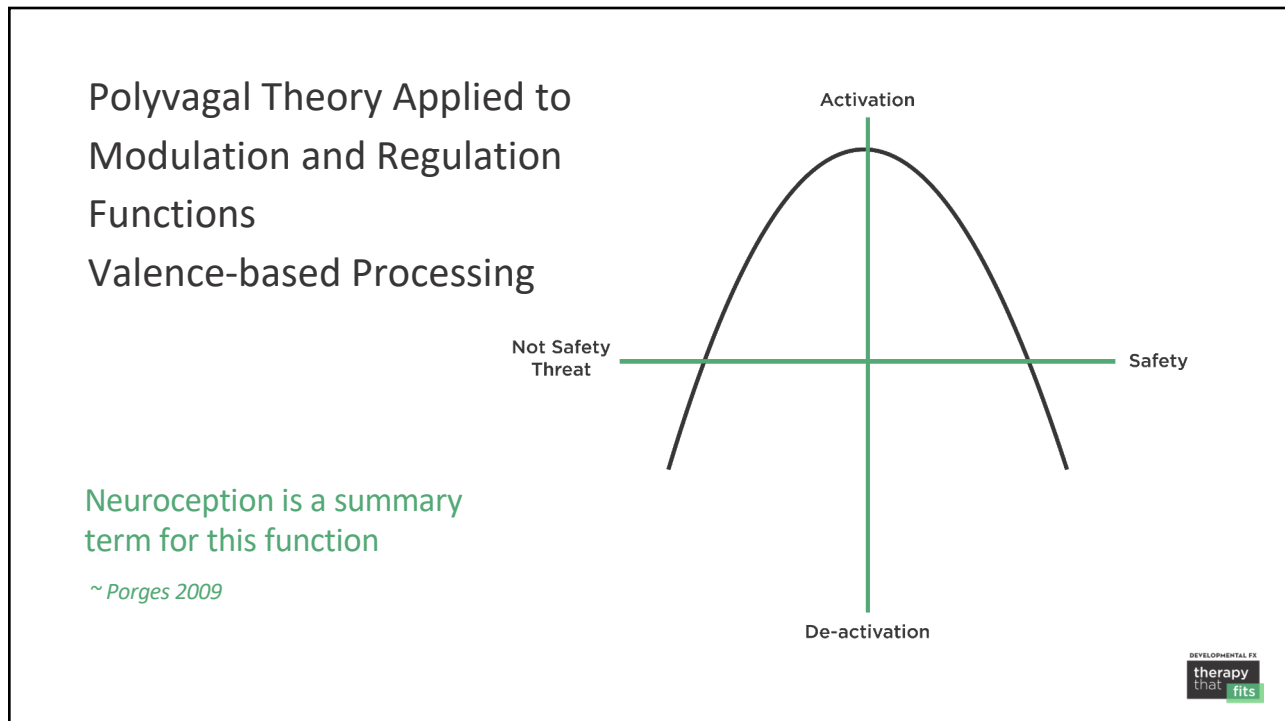 Polyvagal Theory Applied to
Modulation and Regulation
Functions
Valence-based Processing
Activation
Not Safety
Threat
Safety
De-activation
Neuroception is a summary
term for this function
~ Porges 2009
DEVELOPMENTAL FX
therapy
that fits